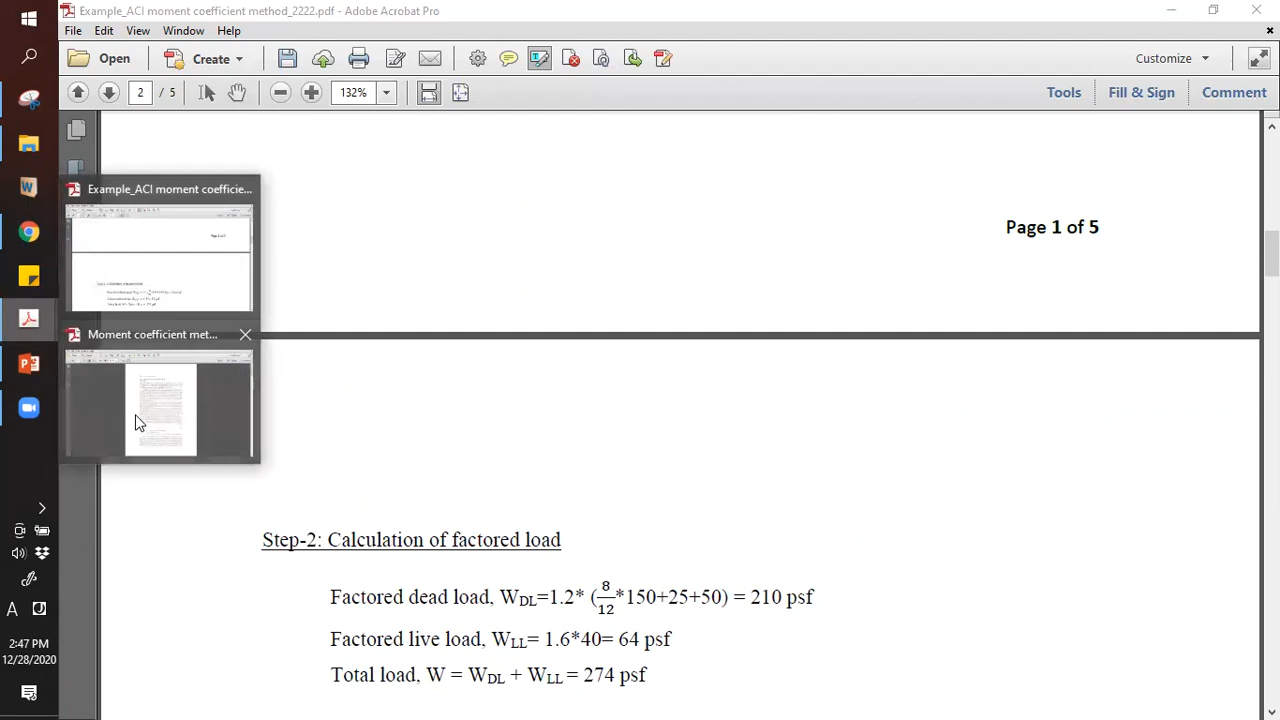 Example_ACI moment coefficient method_2222.pdf - Adobe Acrobat Pro
File Edit View Window Help
Open Create Customize
2 / 5 132% Tools Fill & Sign Comment
Page 1 of 5
Example_ACI moment coefficie...
Moment coefficient met...
Step-2: Calculation of factored load
Factored dead load, WDL=1.2* (8/12*150+25+50) = 210 psf
Factored live load, WLL= 1.6*40= 64 psf
Total load, W = WDL + WLL = 274 psf
A
2:47 PM
12/28/2020